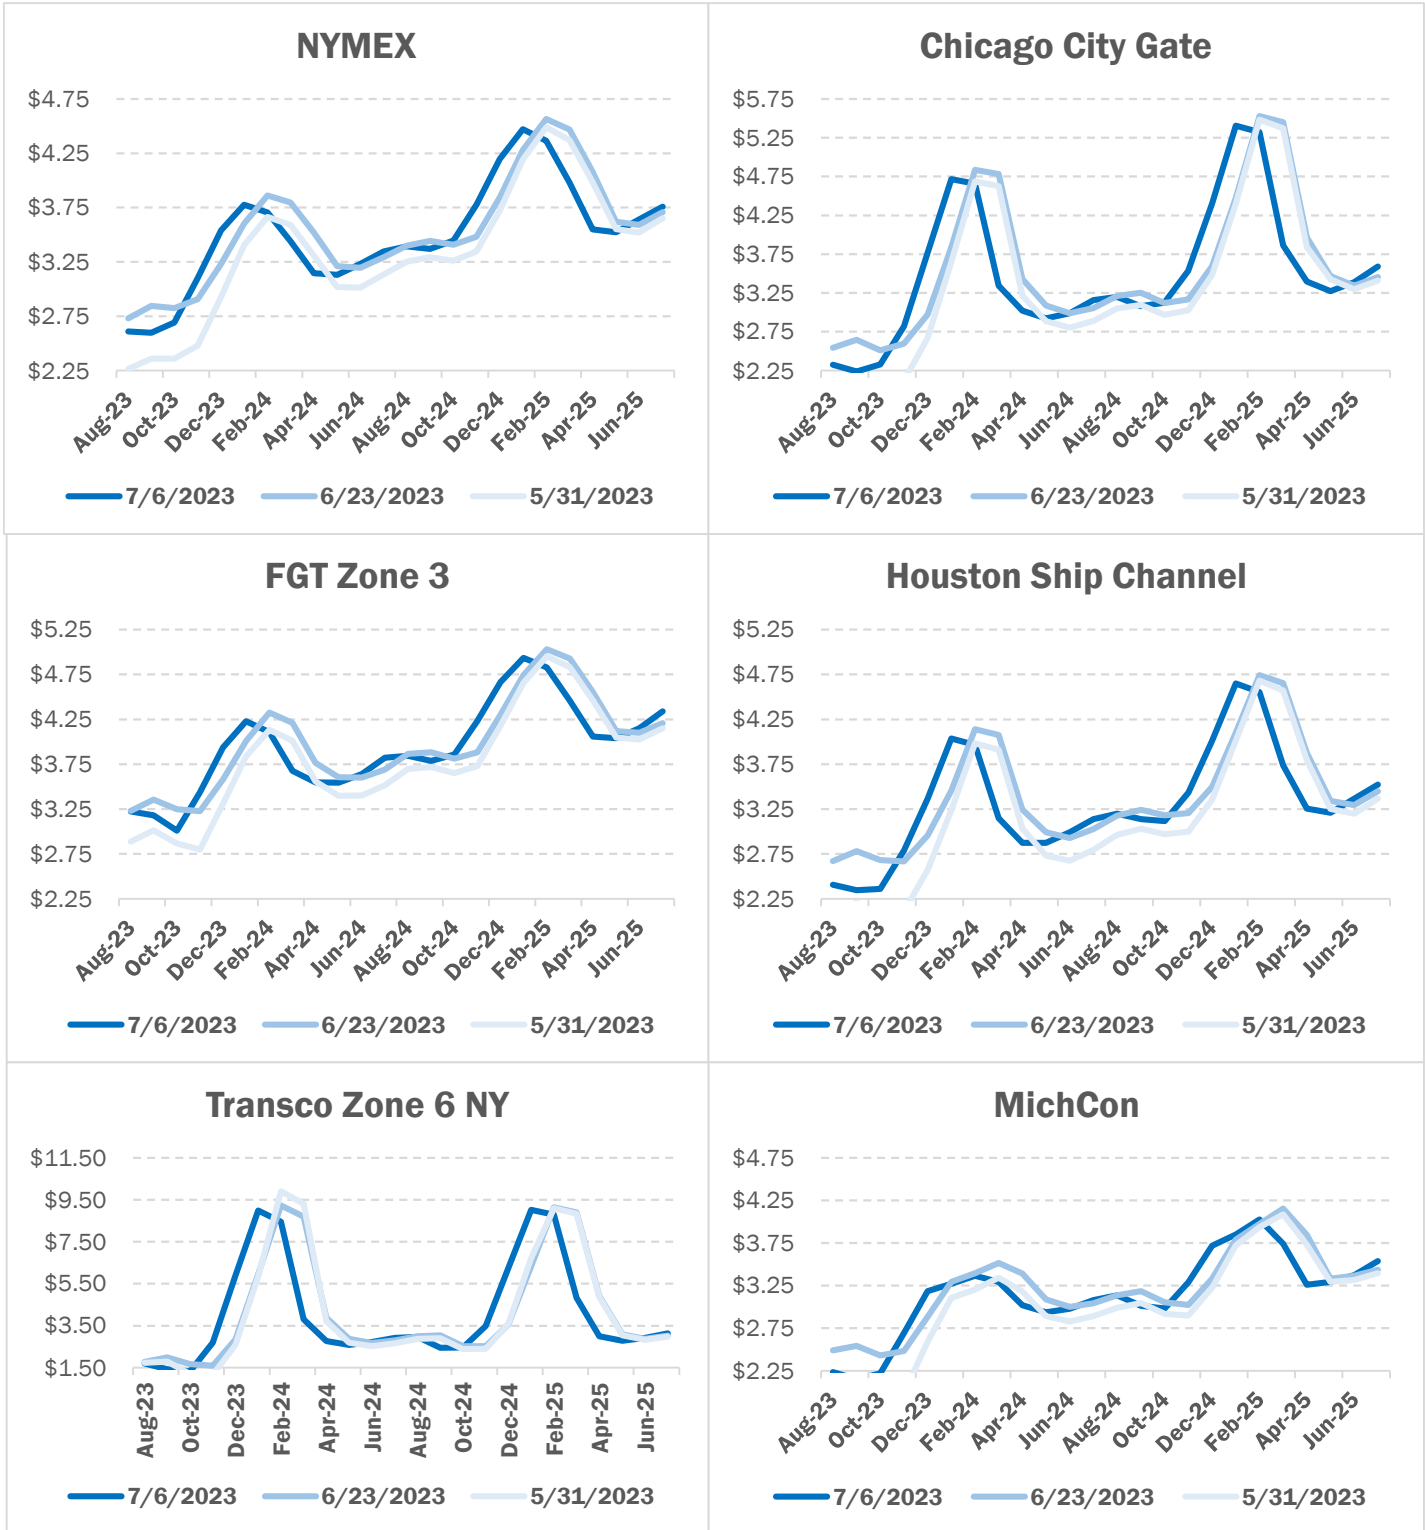 NYMEX
$4.75
$4.25
$3.75
$3.25
$2.75
$2.25
Aug-23 Oct-23 Dec-23 Feb-24 Apr-24 Jun-24 Aug-24 Oct-24 Dec-24 Feb-25 Apr-25 Jun-25
7/6/2023 6/23/2023 5/31/2023
Chicago City Gate
$5.75
$5.25
$4.75
$4.25
$3.75
$3.25
$2.75
$2.25
Aug-23 Oct-23 Dec-23 Feb-24 Apr-24 Jun-24 Aug-24 Oct-24 Dec-24 Feb-25 Apr-25 Jun-25
7/6/2023 6/23/2023 5/31/2023
FGT Zone 3
$5.25
$4.75
$4.25
$3.75
$3.25
$2.75
$2.25
Aug-23 Oct-23 Dec-23 Feb-24 Apr-24 Jun-24 Aug-24 Oct-24 Dec-24 Feb-25 Apr-25 Jun-25
7/6/2023 6/23/2023 5/31/2023
Houston Ship Channel
$5.25
$4.75
$4.25
$3.75
$3.25
$2.75
$2.25
Aug-23 Oct-23 Dec-23 Feb-24 Apr-24 Jun-24 Aug-24 Oct-24 Dec-24 Feb-25 Apr-25 Jun-25
7/6/2023 6/23/2023 5/31/2023
Transco Zone 6 NY
$11.50
$9.50
$7.50
$5.50
$3.50
$1.50
Aug-23 Oct-23 Dec-23 Feb-24 Apr-24 Jun-24 Aug-24 Oct-24 Dec-24 Feb-25 Apr-25 Jun-25
7/6/2023 6/23/2023 5/31/2023
MichCon
$4.75
$4.25
$3.75
$3.25
$2.75
$2.25
Aug-23 Oct-23 Dec-23 Feb-24 Apr-24 Jun-24 Aug-24 Oct-24 Dec-24 Feb-25 Apr-25 Jun-25
7/6/2023 6/23/2023 5/31/2023